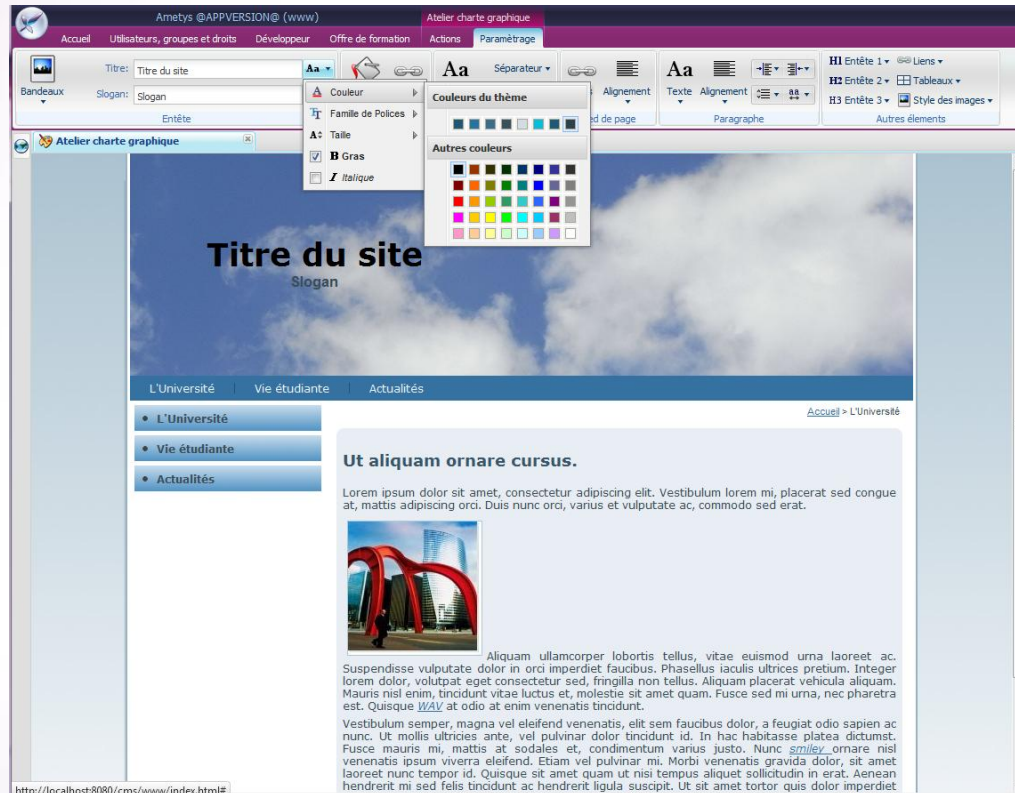 Ametys @APPVERSION@ (www)
Atelier charte graphique
Accueil Utilisateurs, groupes et droits Développeur Offre de formation Actions Paramètrage
Titre: Titre du site Aa
Slogan: Slogan
Bandeaux
Entête
Aa Séparateur
Alignement
ed de page
Aa
Texte Alignement
Paragraphe
H1 Entête 1 Liens
H2 Entête 2 Tableaux
H3 Entête 3 Style des images
Autres élements
A Couleur
Famille de Polices
A Taille
B Gras
I Italique
Couleurs du thème
Autres couleurs
Atelier charte graphique
Titre du site
Slogan
L'Université Vie étudiante Actualités
• L'Université
• Vie étudiante
• Actualités
Accueil > L'Université
Ut aliquam ornare cursus.
Lorem ipsum dolor sit amet, consectetur adipiscing elit. Vestibulum lorem mi, placerat sed congue
at, mattis adipiscing orci. Duis nunc orci, varius et vulputate ac, commodo sed erat.
Aliquam ullamcorper lobortis tellus, vitae euismod urna laoreet ac.
Suspendisse vulputate dolor in orci imperdiet faucibus. Phasellus iaculis ultrices pretium. Integer
lorem dolor, volutpat eget consectetur sed, fringilla non tellus. Aliquam placerat vehicula aliquam.
Mauris nisl enim, tincidunt vitae luctus et, molestie sit amet quam. Fusce sed mi urna, nec pharetra
est. Quisque WAV at odio at enim venenatis tincidunt.
Vestibulum semper, magna vel eleifend venenatis, elit sem faucibus dolor, a feugiat odio sapien ac
nunc. Ut mollis ultricies ante, vel pulvinar dolor tincidunt id. In hac habitasse platea dictumst.
Fusce mauris mi, mattis at sodales et, condimentum varius justo. Nunc smiley ornare nisl
venenatis ipsum viverra eleifend. Etiam vel pulvinar mi. Morbi venenatis gravida dolor, sit amet
laoreet nunc tempor id. Quisque sit amet quam ut nisi tempus aliquet sollicitudin in erat. Aenean
hendrerit mi sed felis tincidunt ac hendrerit ligula suscipit. Ut sit amet tortor quis dolor imperdiet
http://localhost:8080/cms/www/index.html#